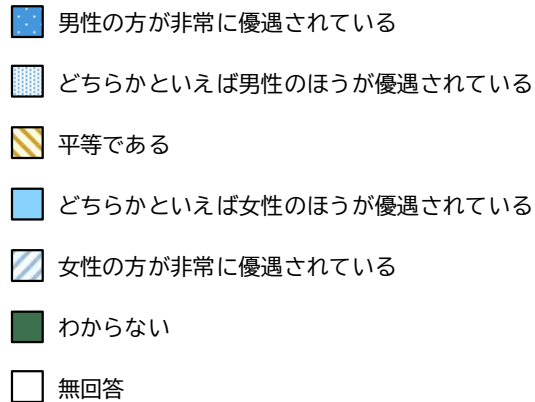 男性の方が非常に優遇されている
どちらかといえば男性のほうが優遇されている
平等である
どちらかといえば女性のほうが優遇されている
女性の方が非常に優遇されている
わからない
無回答